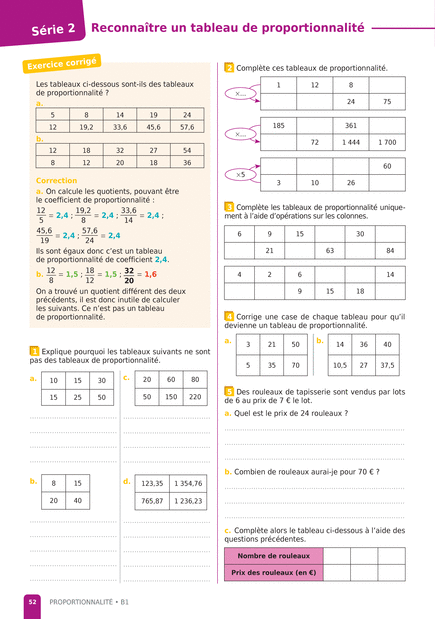 Série 2
Reconnaître un tableau de proportionnalité
Exercice corrigé
Les tableaux ci-dessous sont-ils des tableaux
de proportionnalité ?
a.
5 8 14 19 24
12 19,2 33,6 45,6 57,6
b.
12 18 32 27 54
8 12 20 18 36
Correction
a. On calcule les quotients, pouvant être
le coefficient de proportionnalité :
12/5 = 2,4 ; 19,2/8 = 2,4 ; 33,6/14 = 2,4 ;
45,6/19 = 2,4 ; 57,6/24 = 2,4
Ils sont égaux donc c'est un tableau
de proportionnalité de coefficient 2,4.
b. 12/8 = 1,5 ; 18/12 = 1,5 ; 32/20 = 1,6
On a trouvé un quotient différent des deux
précédents, il est donc inutile de calculer
les suivants. Ce n'est pas un tableau
de proportionnalité.
1 Explique pourquoi les tableaux suivants ne sont
pas des tableaux de proportionnalité.
a.
10 15 30
15 25 50
c.
20 60 80
50 150 220
b.
8 15
20 40
d.
123,35 1 354,76
765,87 1 236,23
2 Complète ces tableaux de proportionnalité.
×...
1 12 8
24 75
×...
185 361
72 1 444 1 700
×5
60
3 10 26
3 Complète les tableaux de proportionnalité unique-
ment à l'aide d'opérations sur les colonnes.
6 9 15 30
21 63 84
4 2 6 14
9 15 18
4 Corrige une case de chaque tableau pour qu'il
devienne un tableau de proportionnalité.
a.
3 21 50
5 35 70
b.
14 36 40
10,5 27 37,5
5 Des rouleaux de tapisserie sont vendus par lots
de 6 au prix de 7 € le lot.
a. Quel est le prix de 24 rouleaux ?
b. Combien de rouleaux aurai-je pour 70 € ?
c. Complète alors le tableau ci-dessous à l'aide des
questions précédentes.
Nombre de rouleaux
Prix des rouleaux (en €)
52 PROPORTIONNALITÉ • B1